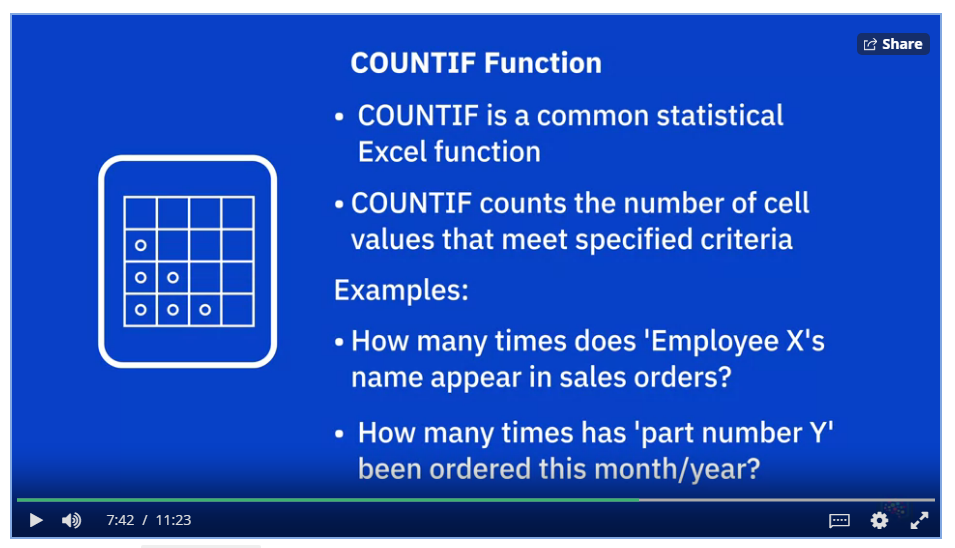 Share
COUNTIF Function
• COUNTIF is a common statistical
Excel function
• COUNTIF counts the number of cell
values that meet specified criteria
Examples:
• How many times does 'Employee X's
name appear in sales orders?
• How many times has 'part number Y'
been ordered this month/year?
7:42 / 11:23